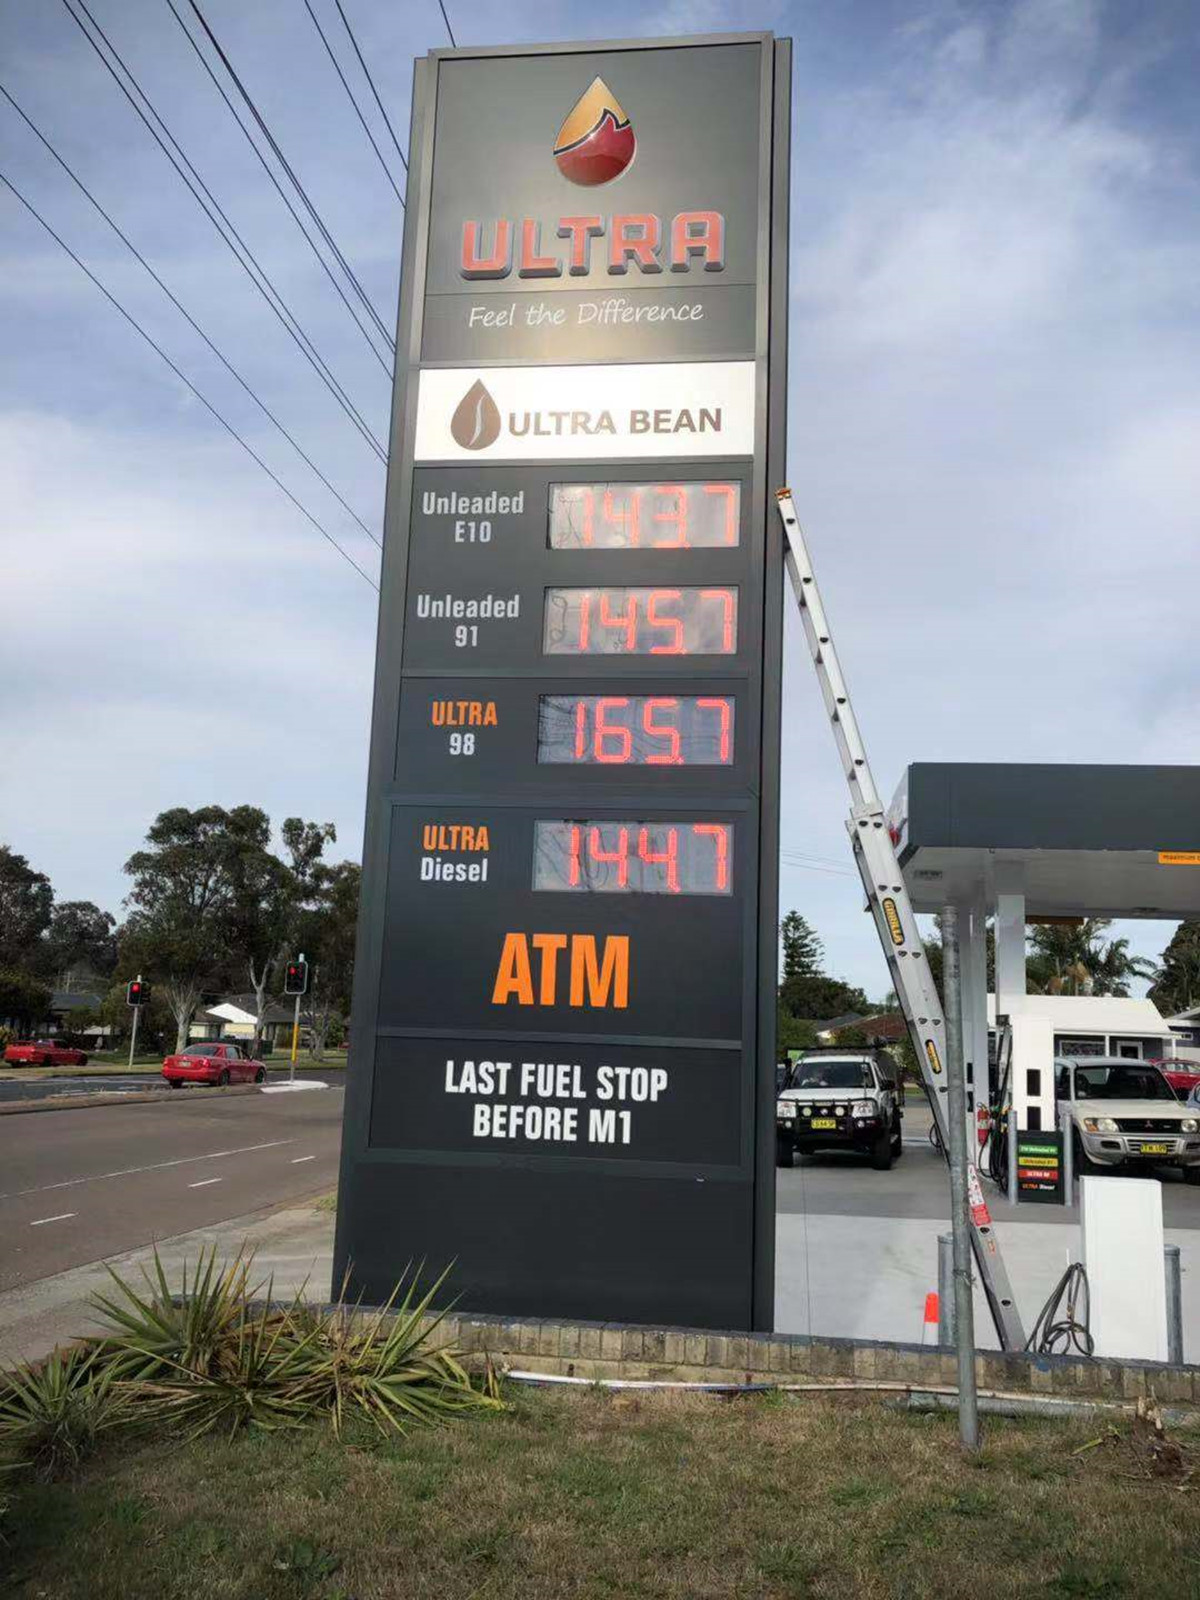 ULTRA
Feel the Difference
ULTRA BEAN
Unleaded
E10
143.7
Unleaded
91
145.7
ULTRA
98
165.7
ULTRA
Diesel
144.7
ATM
LAST FUEL STOP
BEFORE M1
GORILLA